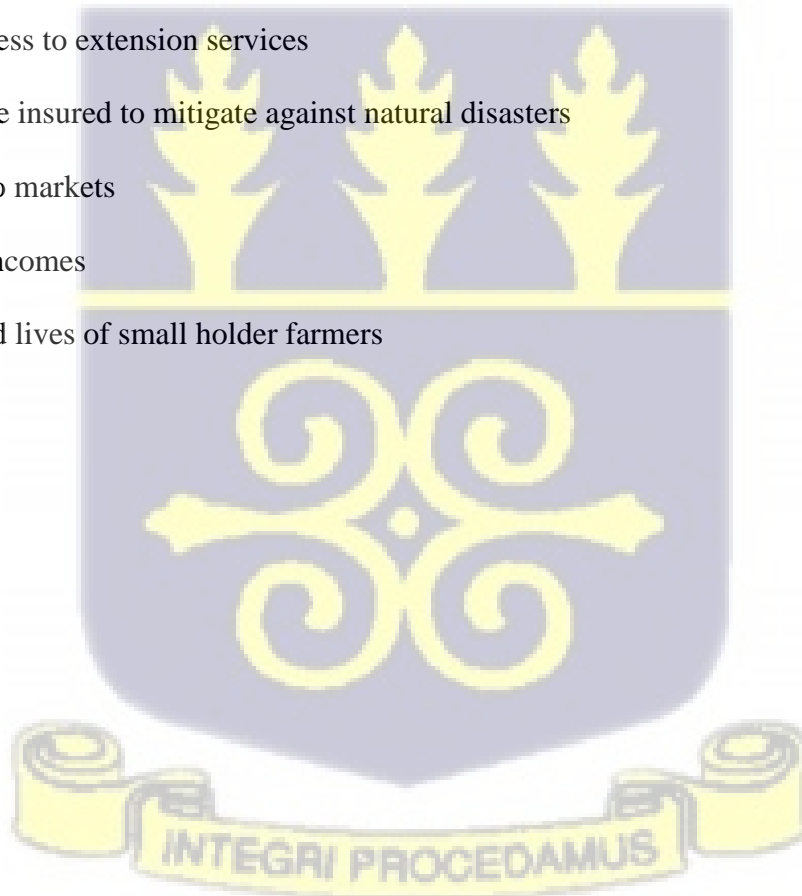 ess to extension services
e insured to mitigate against natural disasters
o markets
ncomes
d lives of small holder farmers
INTEGRI PROCEDAMUS